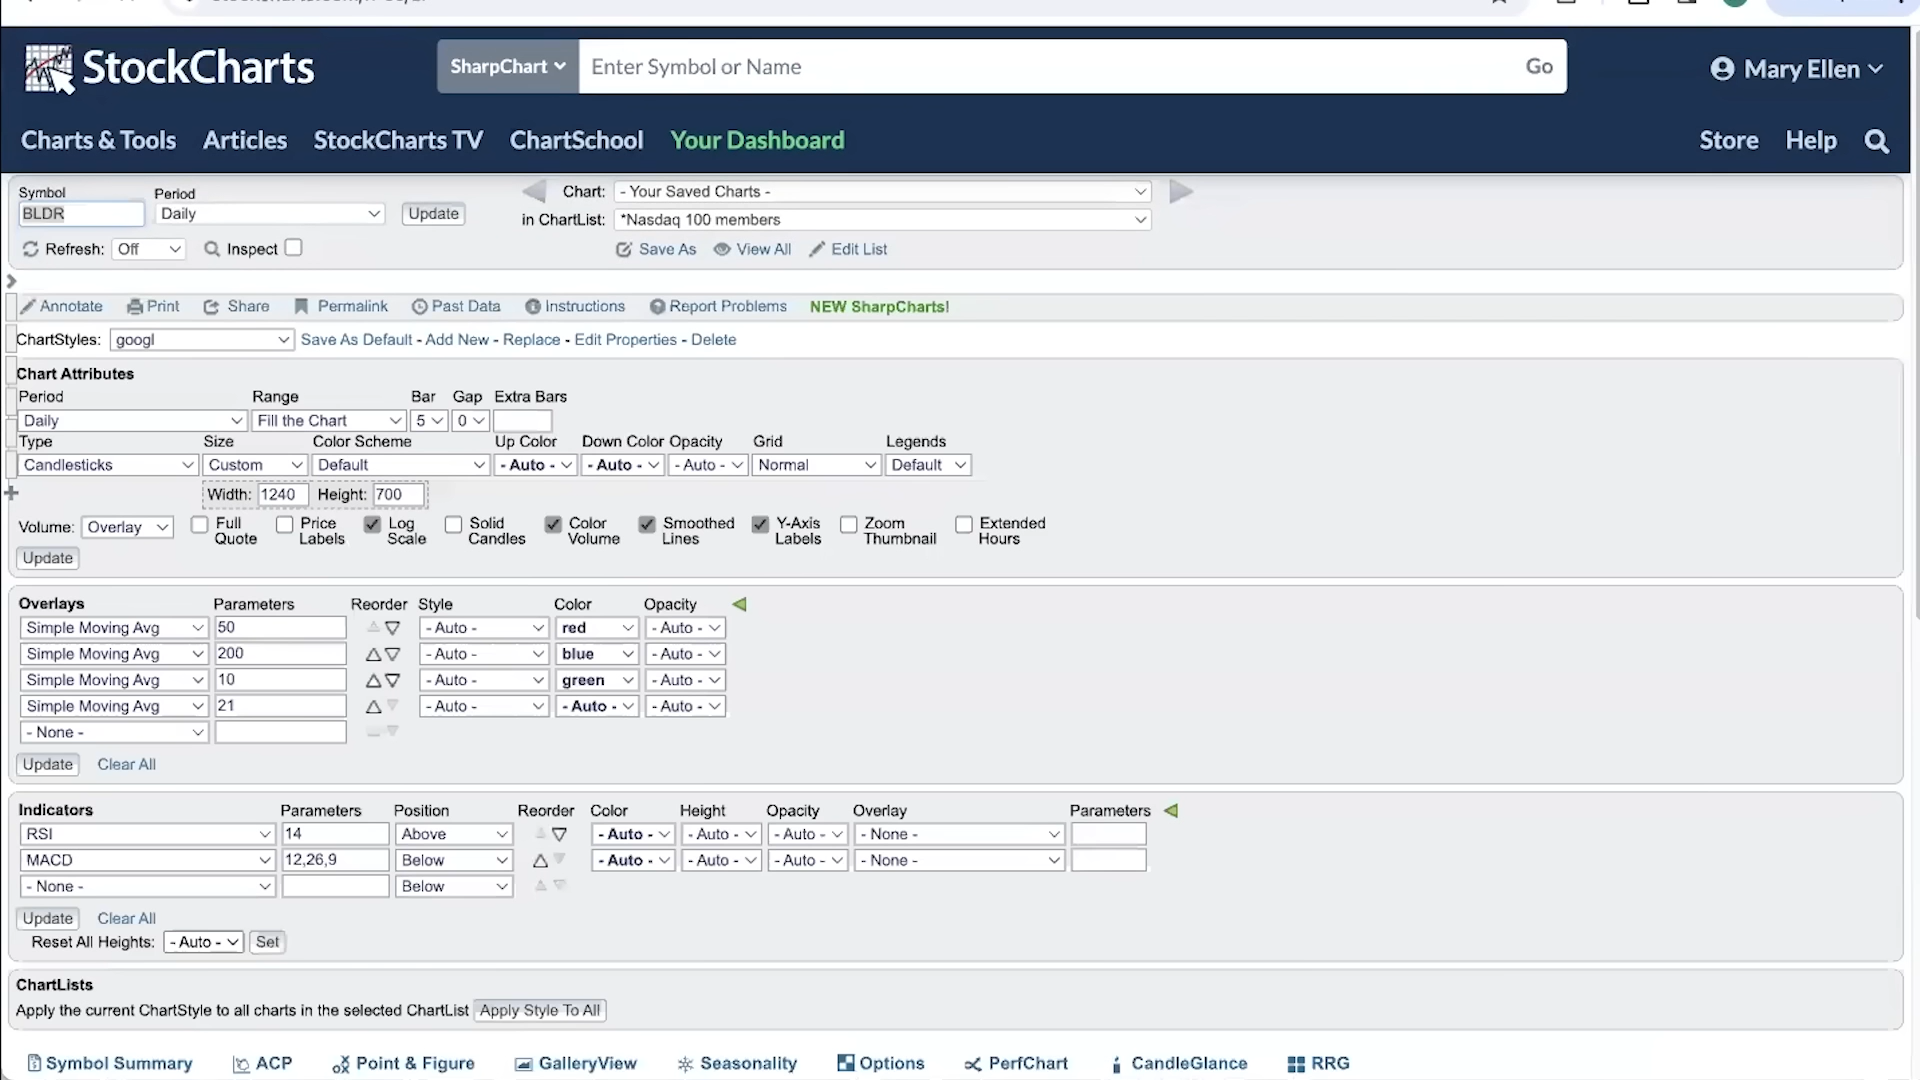 StockCharts SharpChart Enter Symbol or Name Go Mary Ellen
Charts & Tools Articles StockCharts TV ChartSchool Your Dashboard Store Help
Symbol Period Chart: - Your Saved Charts -
BLDR Daily Update in ChartList: *Nasdaq 100 members
Refresh: Off Inspect Save As View All Edit List
Annotate Print Share Permalink Past Data Instructions Report Problems NEW SharpCharts!
ChartStyles: googl Save As Default - Add New - Replace - Edit Properties - Delete
Chart Attributes
Period Range Bar Gap Extra Bars
Daily Fill the Chart 5 0
Type Size Color Scheme Up Color Down Color Opacity Grid Legends
Candlesticks Custom Default - Auto - - Auto - - Auto - Normal Default
Width: 1240 Height: 700
Volume: Overlay Full Quote Price Labels Log Scale Solid Candles Color Volume Smoothed Lines Y-Axis Labels Zoom Thumbnail Extended Hours
Update
Overlays Parameters Reorder Style Color Opacity
Simple Moving Avg 50 - Auto - red - Auto -
Simple Moving Avg 200 - Auto - blue - Auto -
Simple Moving Avg 10 - Auto - green - Auto -
Simple Moving Avg 21 - Auto - - Auto - - Auto -
- None -
Update Clear All
Indicators Parameters Position Reorder Color Height Opacity Overlay Parameters
RSI 14 Above - Auto - - Auto - - Auto - - None -
MACD 12,26,9 Below - Auto - - Auto - - Auto - - None -
- None - Below
Update Clear All
Reset All Heights: - Auto - Set
ChartLists
Apply the current ChartStyle to all charts in the selected ChartList Apply Style To All
Symbol Summary ACP Point & Figure GalleryView Seasonality Options PerfChart CandleGlance RRG